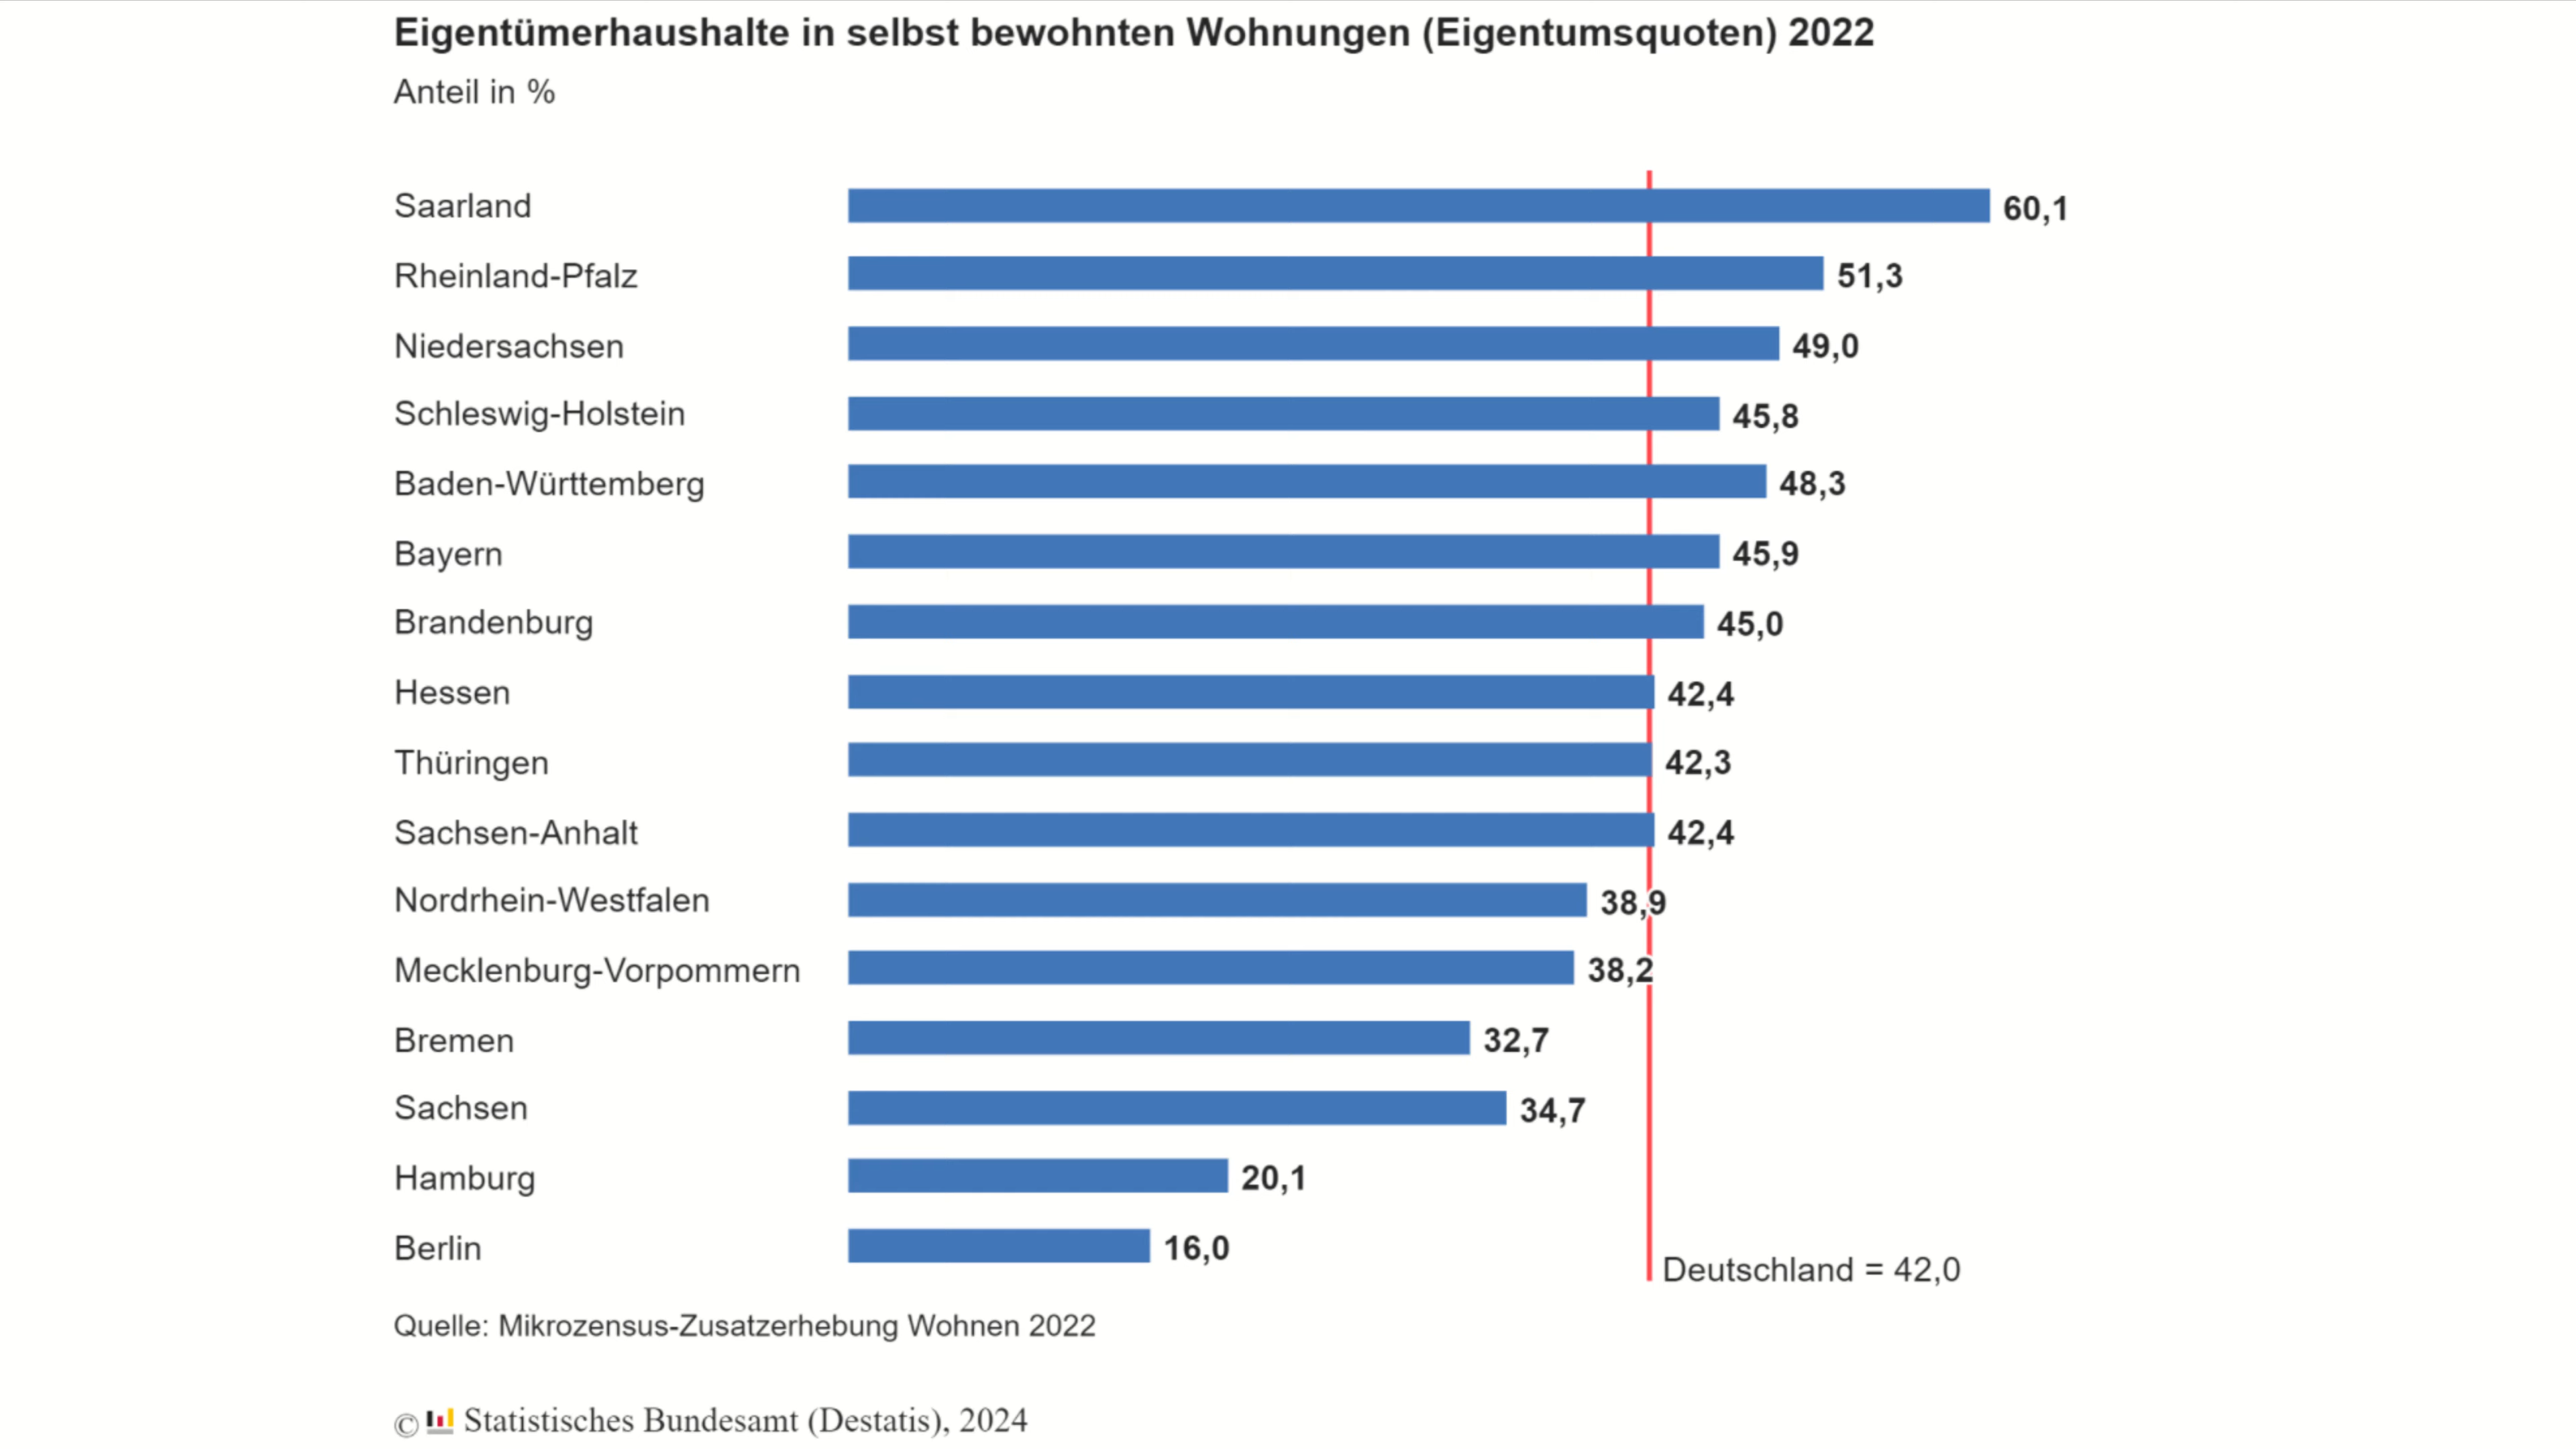 Eigentümerhaushalte in selbst bewohnten Wohnungen (Eigentumsquoten) 2022
Anteil in %
Saarland 60,1
Rheinland-Pfalz 51,3
Niedersachsen 49,0
Schleswig-Holstein 45,8
Baden-Württemberg 48,3
Bayern 45,9
Brandenburg 45,0
Hessen 42,4
Thüringen 42,3
Sachsen-Anhalt 42,4
Nordrhein-Westfalen 38,9
Mecklenburg-Vorpommern 38,2
Bremen 32,7
Sachsen 34,7
Hamburg 20,1
Berlin 16,0
Deutschland = 42,0
Quelle: Mikrozensus-Zusatzerhebung Wohnen 2022
© Statistisches Bundesamt (Destatis), 2024